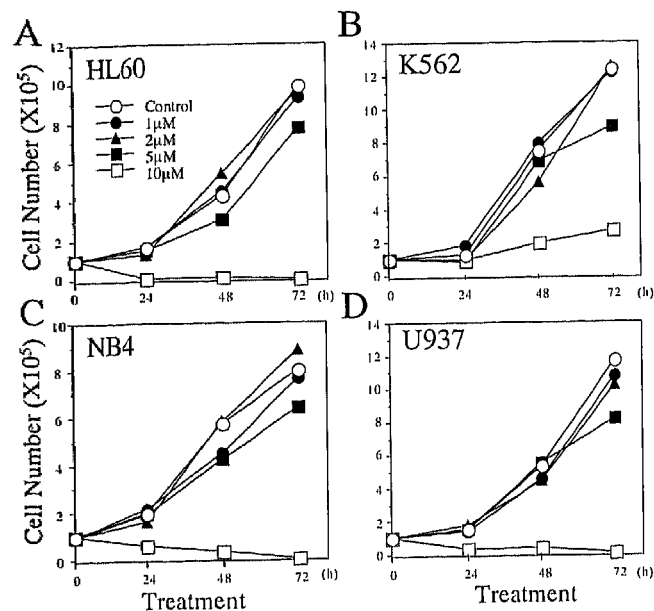 A
HL60
Cell Number (X10⁵)
12
10
8
6
4
2
0
Control
1μM
2μM
5μM
10μM
0 24 48 72 (h)
B
K562
14
12
10
8
6
4
2
0
0 24 48 72 (h)
C
NB4
Cell Number (X10⁵)
10
8
6
4
2
0
0 24 48 72 (h)
Treatment
D
U937
14
12
10
8
6
4
2
0
0 24 48 72 (h)
Treatment